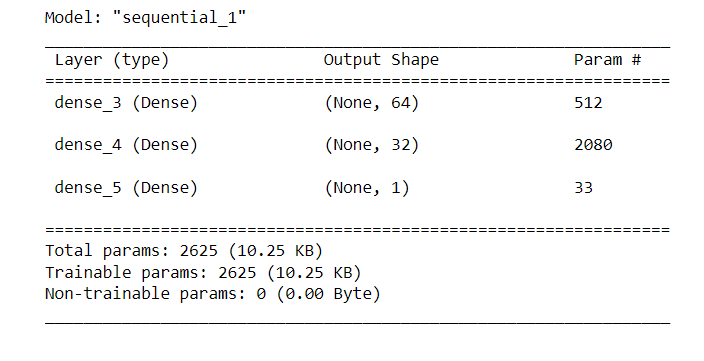 Model: "sequential_1"
_________________________________________________________________
Layer (type) Output Shape Param #
=================================================================
dense_3 (Dense) (None, 64) 512
dense_4 (Dense) (None, 32) 2080
dense_5 (Dense) (None, 1) 33
=================================================================
Total params: 2625 (10.25 KB)
Trainable params: 2625 (10.25 KB)
Non-trainable params: 0 (0.00 Byte)
_________________________________________________________________